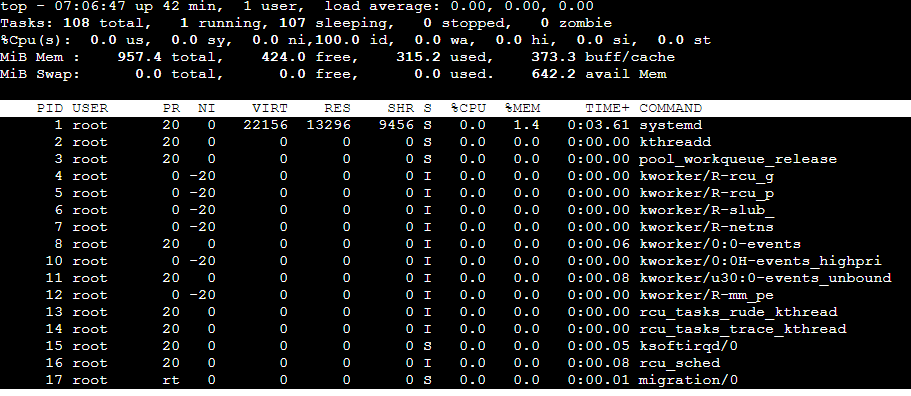 top - 07:06:47 up 42 min,  1 user,  load average: 0.00, 0.00, 0.00
Tasks: 108 total,   1 running, 107 sleeping,   0 stopped,   0 zombie
%Cpu(s):  0.0 us,  0.0 sy,  0.0 ni,100.0 id,  0.0 wa,  0.0 hi,  0.0 si,  0.0 st
MiB Mem :    957.4 total,    424.0 free,    315.2 used,    373.3 buff/cache
MiB Swap:      0.0 total,      0.0 free,      0.0 used.    642.2 avail Mem
PID USER      PR  NI    VIRT    RES    SHR S  %CPU  %MEM     TIME+ COMMAND
1 root      20   0   22156  13296   9456 S   0.0   1.4   0:03.61 systemd
2 root      20   0       0      0      0 S   0.0   0.0   0:00.00 kthreadd
3 root      20   0       0      0      0 S   0.0   0.0   0:00.00 pool_workqueue_release
4 root       0 -20       0      0      0 I   0.0   0.0   0:00.00 kworker/R-rcu_g
5 root       0 -20       0      0      0 I   0.0   0.0   0:00.00 kworker/R-rcu_p
6 root       0 -20       0      0      0 I   0.0   0.0   0:00.00 kworker/R-slub_
7 root       0 -20       0      0      0 I   0.0   0.0   0:00.00 kworker/R-netns
8 root      20   0       0      0      0 I   0.0   0.0   0:00.06 kworker/0:0-events
10 root       0 -20       0      0      0 I   0.0   0.0   0:00.00 kworker/0:0H-events_highpri
11 root      20   0       0      0      0 I   0.0   0.0   0:00.08 kworker/u30:0-events_unbound
12 root       0 -20       0      0      0 I   0.0   0.0   0:00.00 kworker/R-mm_pe
13 root      20   0       0      0      0 I   0.0   0.0   0:00.00 rcu_tasks_rude_kthread
14 root      20   0       0      0      0 I   0.0   0.0   0:00.00 rcu_tasks_trace_kthread
15 root      20   0       0      0      0 S   0.0   0.0   0:00.05 ksoftirqd/0
16 root      20   0       0      0      0 I   0.0   0.0   0:00.08 rcu_sched
17 root      rt   0       0      0      0 S   0.0   0.0   0:00.01 migration/0